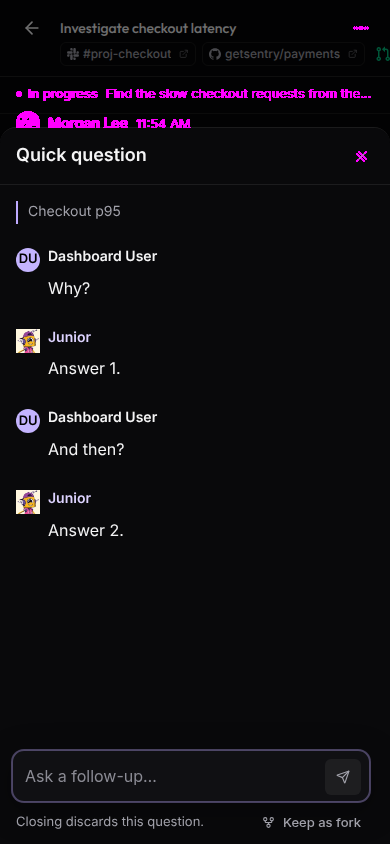 Investigate checkout latency
#proj-checkout
getsentry/payments
In progress Find the slow checkout requests from the...
Morgan Lee 11:54 AM
Quick question
Checkout p95
DU Dashboard User
Why?
Junior
Answer 1.
DU Dashboard User
And then?
Junior
Answer 2.
Ask a follow-up...
Closing discards this question.
Keep as fork